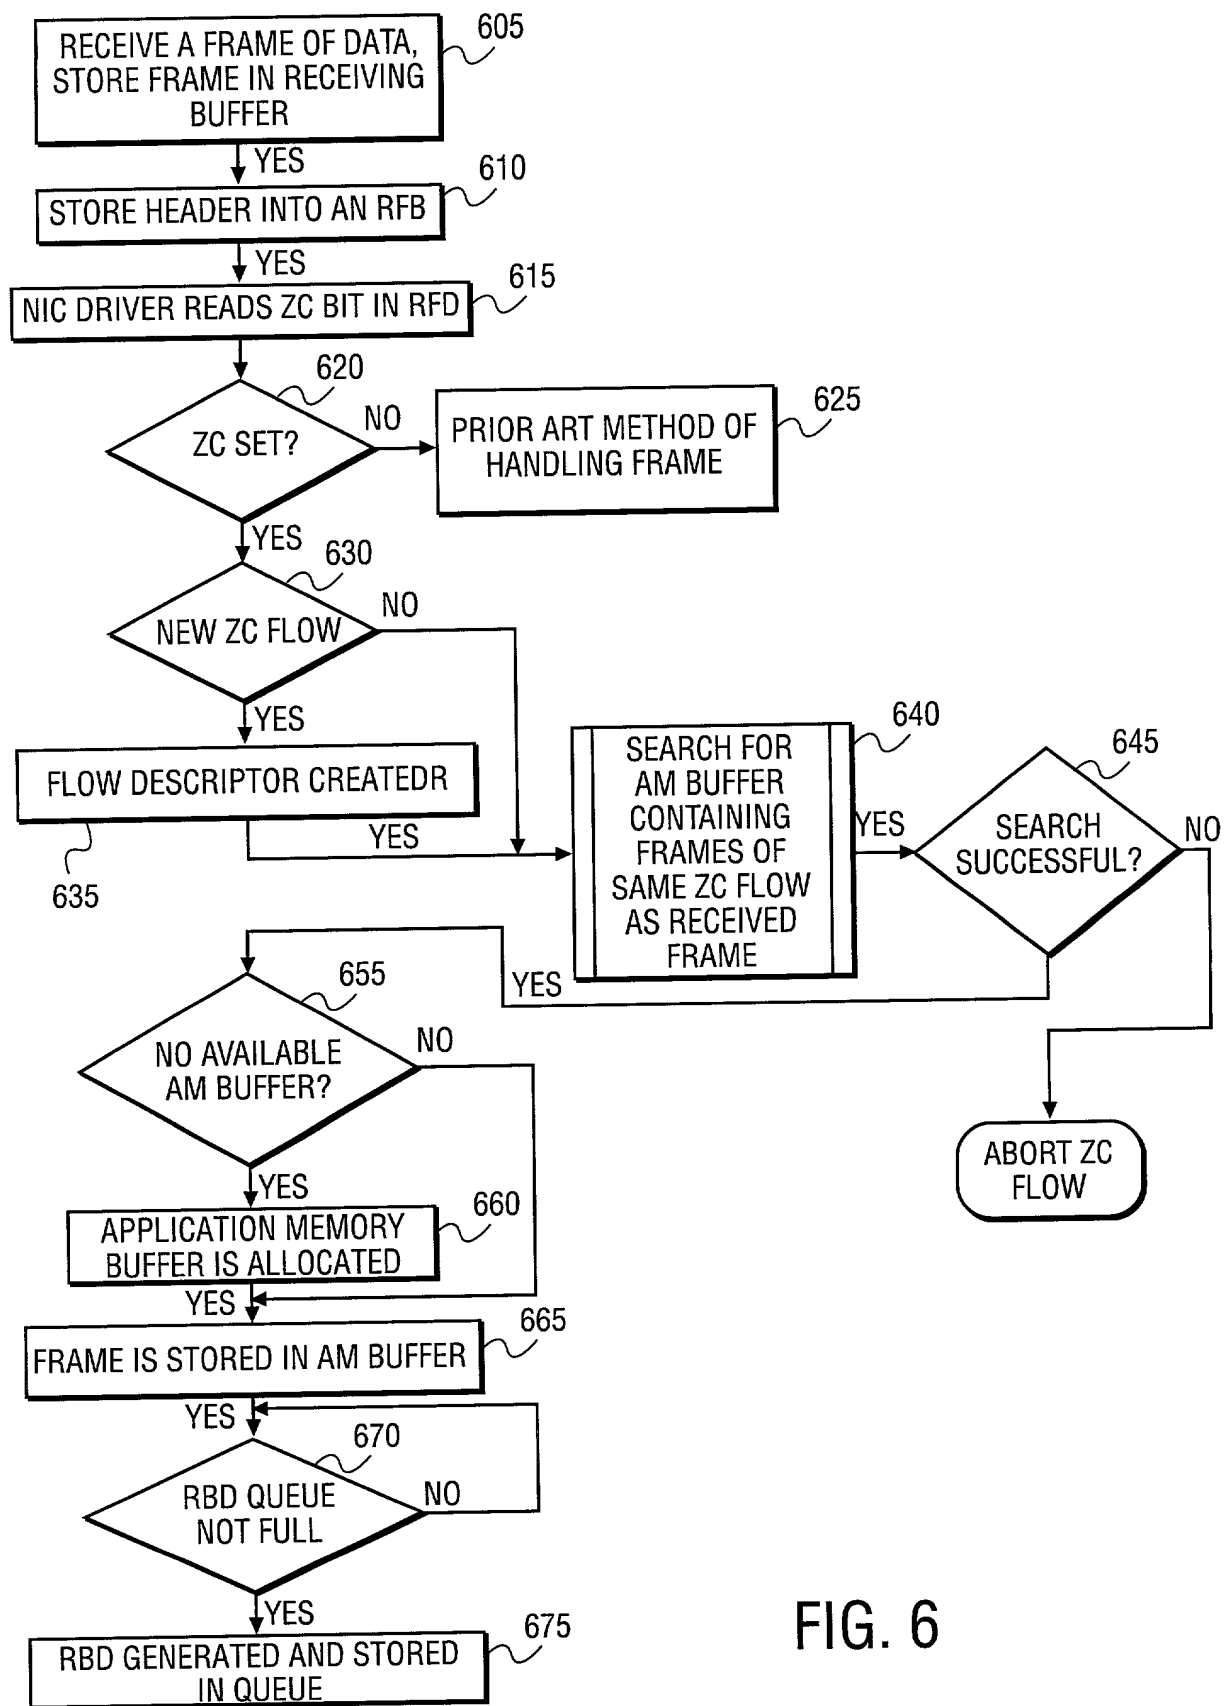 RECEIVE A FRAME OF DATA,
STORE FRAME IN RECEIVING
BUFFER
605
YES
STORE HEADER INTO AN RFB
610
YES
NIC DRIVER READS ZC BIT IN RFD
615
620
ZC SET?
NO
PRIOR ART METHOD OF
HANDLING FRAME
625
YES
630
NEW ZC FLOW
NO
YES
FLOW DESCRIPTOR CREATEDR
635
YES
SEARCH FOR
AM BUFFER
CONTAINING
FRAMES OF
SAME ZC FLOW
AS RECEIVED
FRAME
640
YES
645
SEARCH
SUCCESSFUL?
NO
YES
ABORT ZC
FLOW
655
NO AVAILABLE
AM BUFFER?
NO
YES
APPLICATION MEMORY
BUFFER IS ALLOCATED
660
YES
FRAME IS STORED IN AM BUFFER
665
YES
670
RBD QUEUE
NOT FULL
NO
YES
RBD GENERATED AND STORED
IN QUEUE
675
FIG. 6